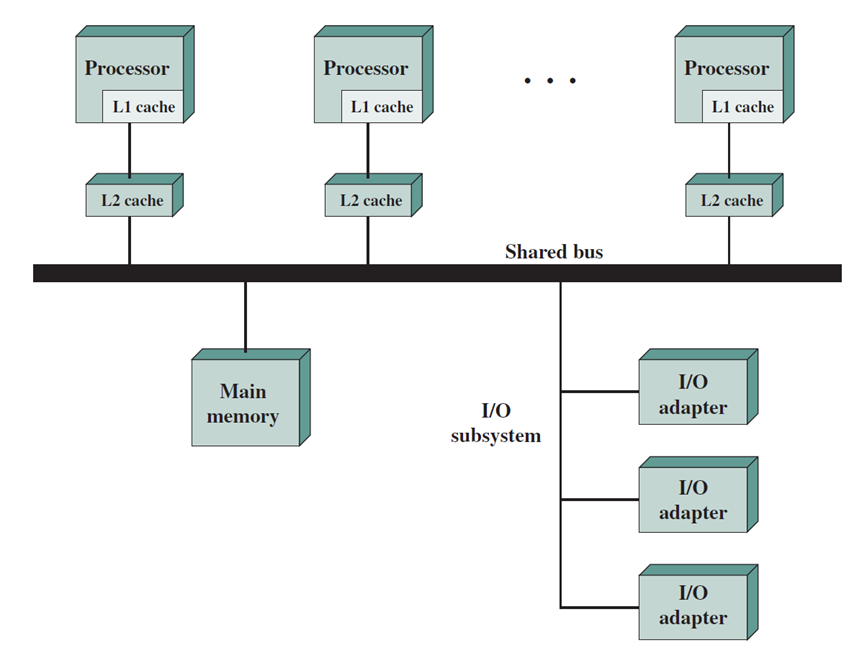 Processor
L1 cache
Processor
L1 cache
. . .
Processor
L1 cache
L2 cache
L2 cache
L2 cache
Shared bus
Main
memory
I/O
subsystem
I/O
adapter
I/O
adapter
I/O
adapter